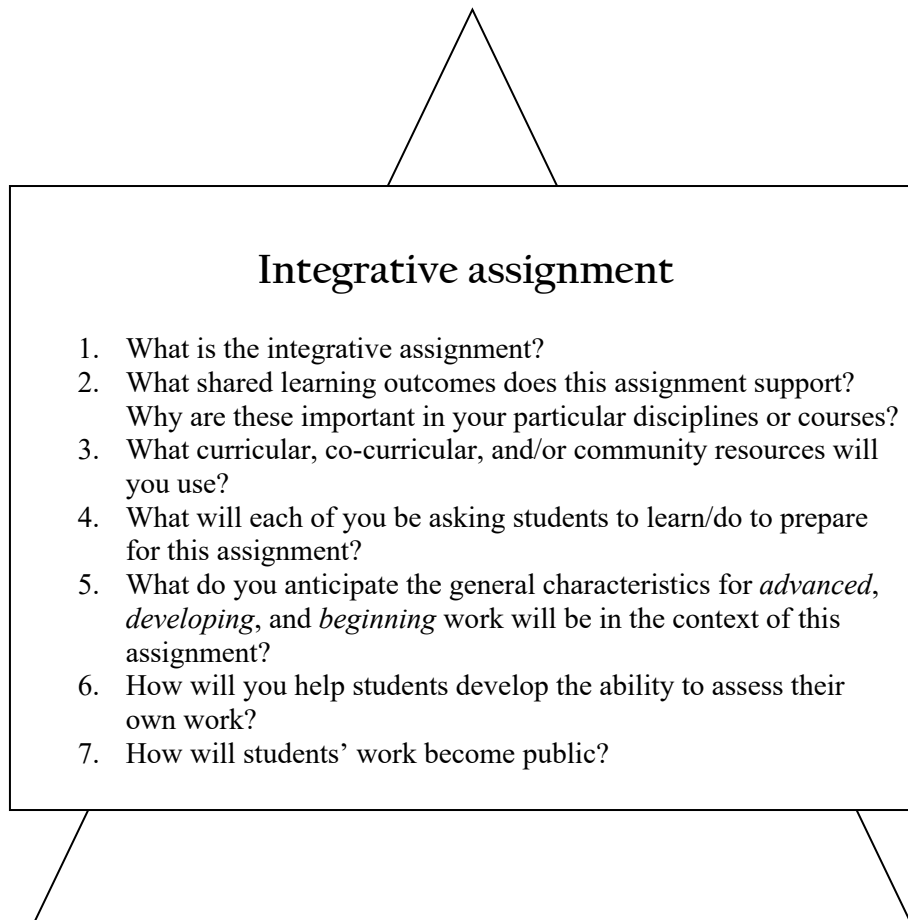 Integrative assignment
1. What is the integrative assignment?
2. What shared learning outcomes does this assignment support?
Why are these important in your particular disciplines or courses?
3. What curricular, co-curricular, and/or community resources will
you use?
4. What will each of you be asking students to learn/do to prepare
for this assignment?
5. What do you anticipate the general characteristics for advanced,
developing, and beginning work will be in the context of this
assignment?
6. How will you help students develop the ability to assess their
own work?
7. How will students’ work become public?